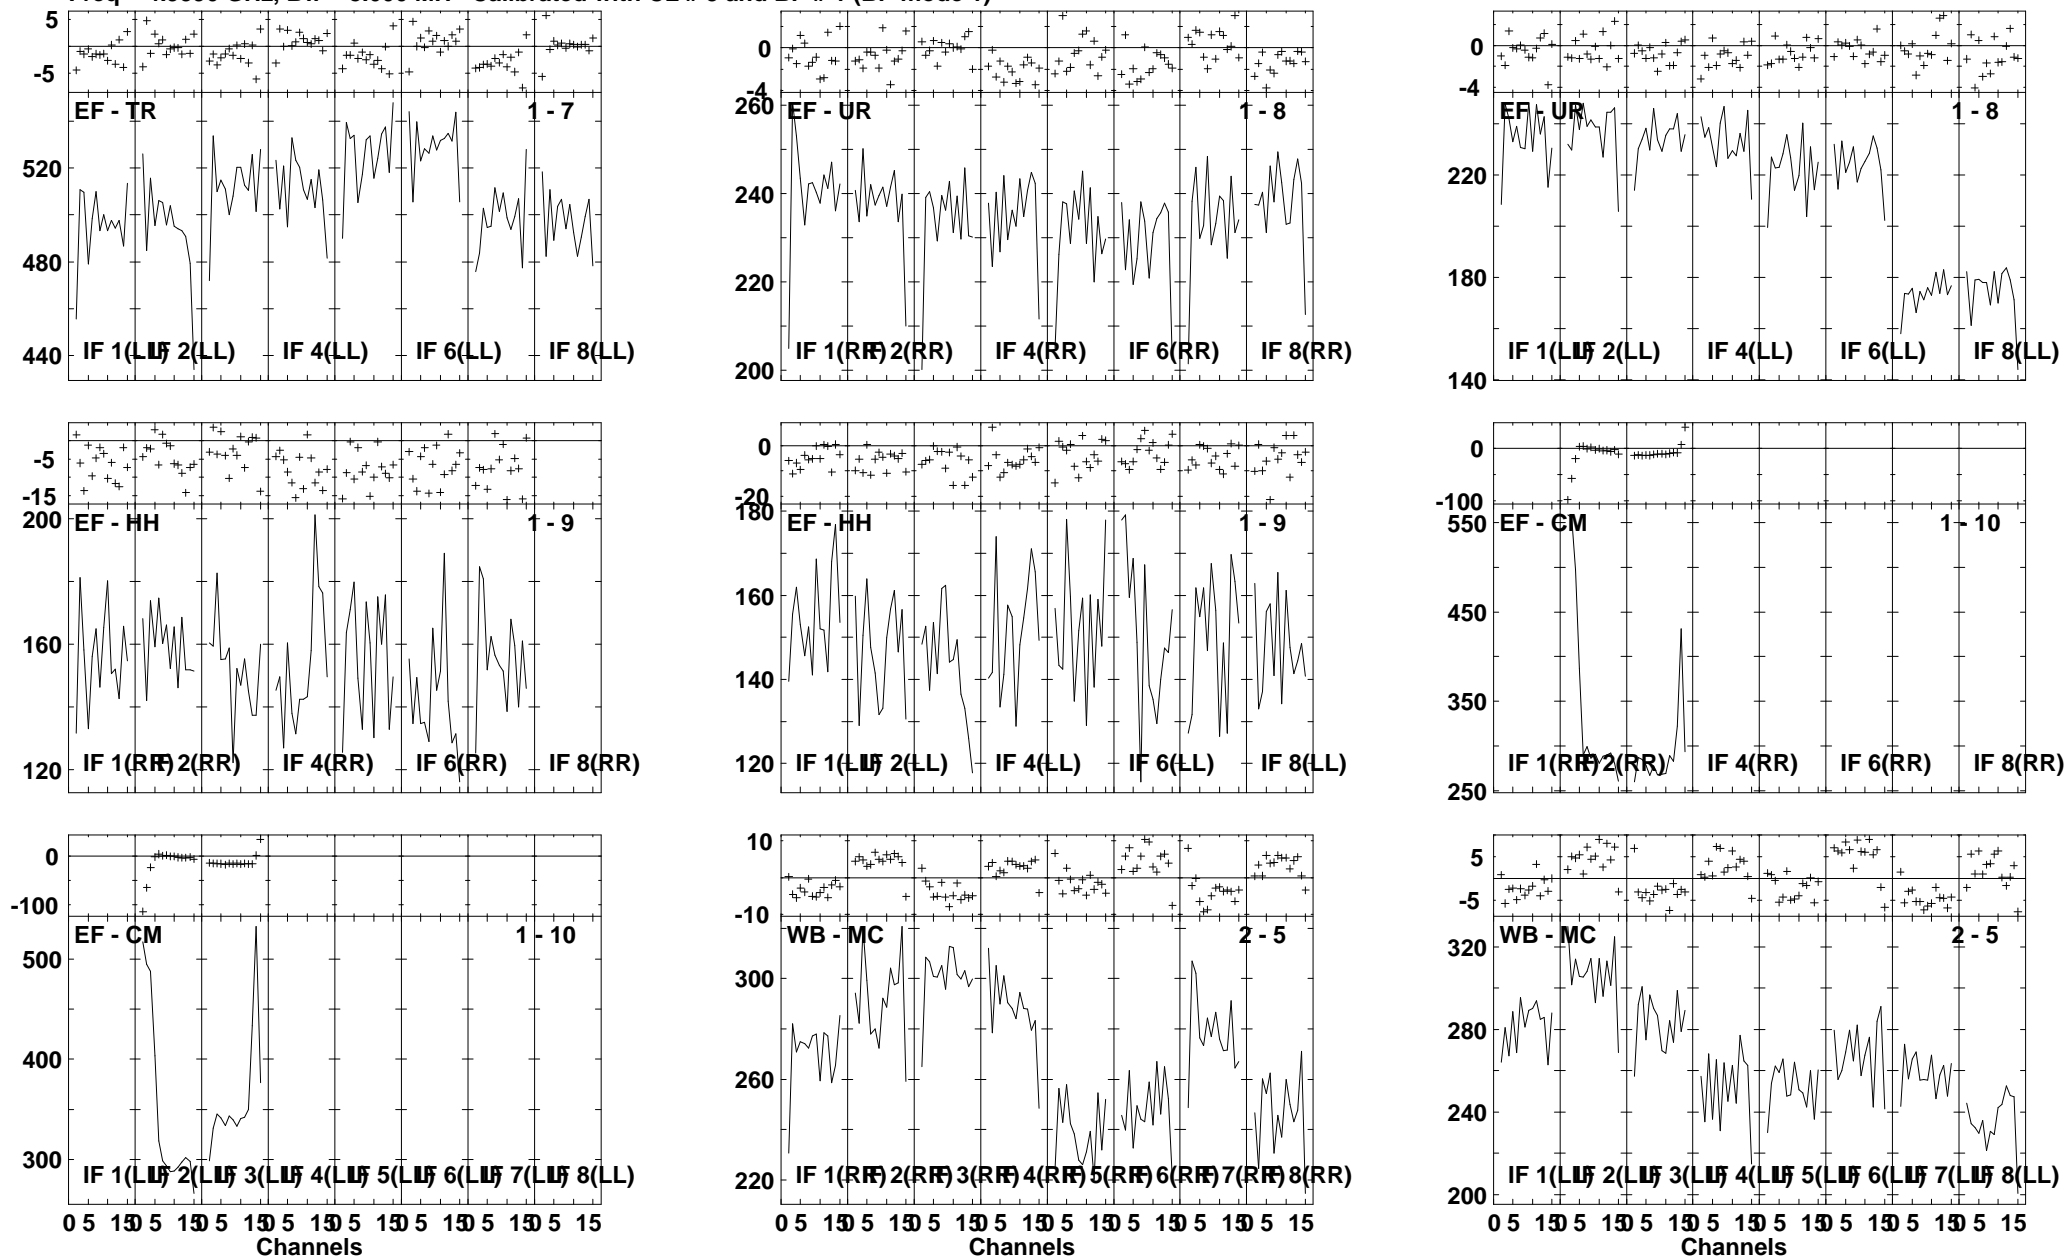 5
-5
EF - TR
1 - 7
520
480
440
IF 1(LL) IF 2(LL) IF 4(LL) IF 6(LL) IF 8(LL)
0
-4
260
EF - UR
1 - 8
240
220
200
IF 1(RR) IF 2(RR) IF 4(RR) IF 6(RR) IF 8(RR)
0
-4
EF - UR
1 - 8
220
180
140
IF 1(LL) IF 2(LL) IF 4(LL) IF 6(LL) IF 8(LL)
-5
-15
200
EF - HH
1 - 9
160
120
IF 1(RR) IF 2(RR) IF 4(RR) IF 6(RR) IF 8(RR)
0
-20
180
EF - HH
1 - 9
160
140
120
IF 1(LL) IF 2(LL) IF 4(LL) IF 6(LL) IF 8(LL)
0
-100
550
EF - CM
1 - 10
450
350
250
IF 1(RR) IF 2(RR) IF 4(RR) IF 6(RR) IF 8(RR)
0
-100
EF - CM
1 - 10
500
400
300
IF 1(LL) IF 2(LL) IF 3(LL) IF 4(LL) IF 5(LL) IF 6(LL) IF 7(LL) IF 8(LL)
0 5 15 0 5 15 0 5 15 0 5 15
Channels
10
-10
WB - MC
2 - 5
300
260
220
IF 1(RR) IF 2(RR) IF 3(RR) IF 4(RR) IF 5(RR) IF 6(RR) IF 7(RR) IF 8(RR)
0 5 15 0 5 15 0 5 15 0 5 15
5
-5
WB - MC
2 - 5
320
280
240
200
IF 1(LL) IF 2(LL) IF 3(LL) IF 4(LL) IF 5(LL) IF 6(LL) IF 7(LL) IF 8(LL)
0 5 15 0 5 15 0 5 15 0 5 15
Channels